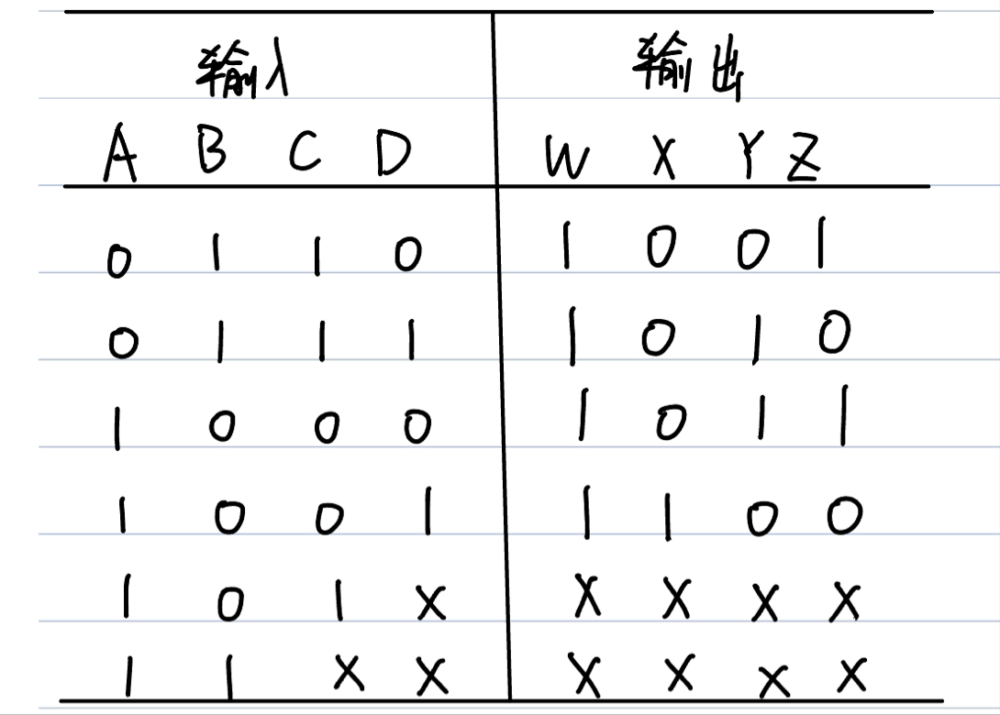 输入 输出
A B C D W X Y Z
0 1 1 0 1 0 0 1
0 1 1 1 1 0 1 0
1 0 0 0 1 0 1 1
1 0 0 1 1 1 0 0
1 0 1 X X X X X
1 1 X X X X X X